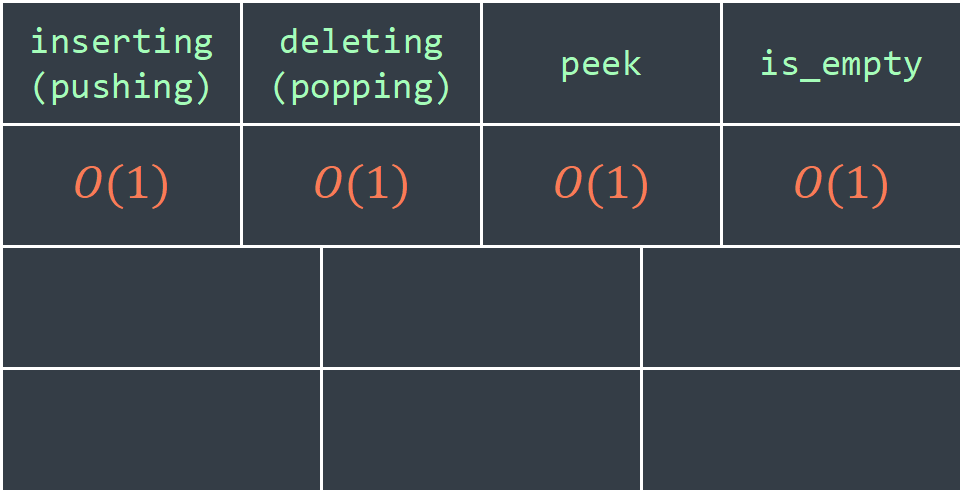 inserting deleting peek is_empty
(pushing) (popping)
O(1) O(1) O(1) O(1)